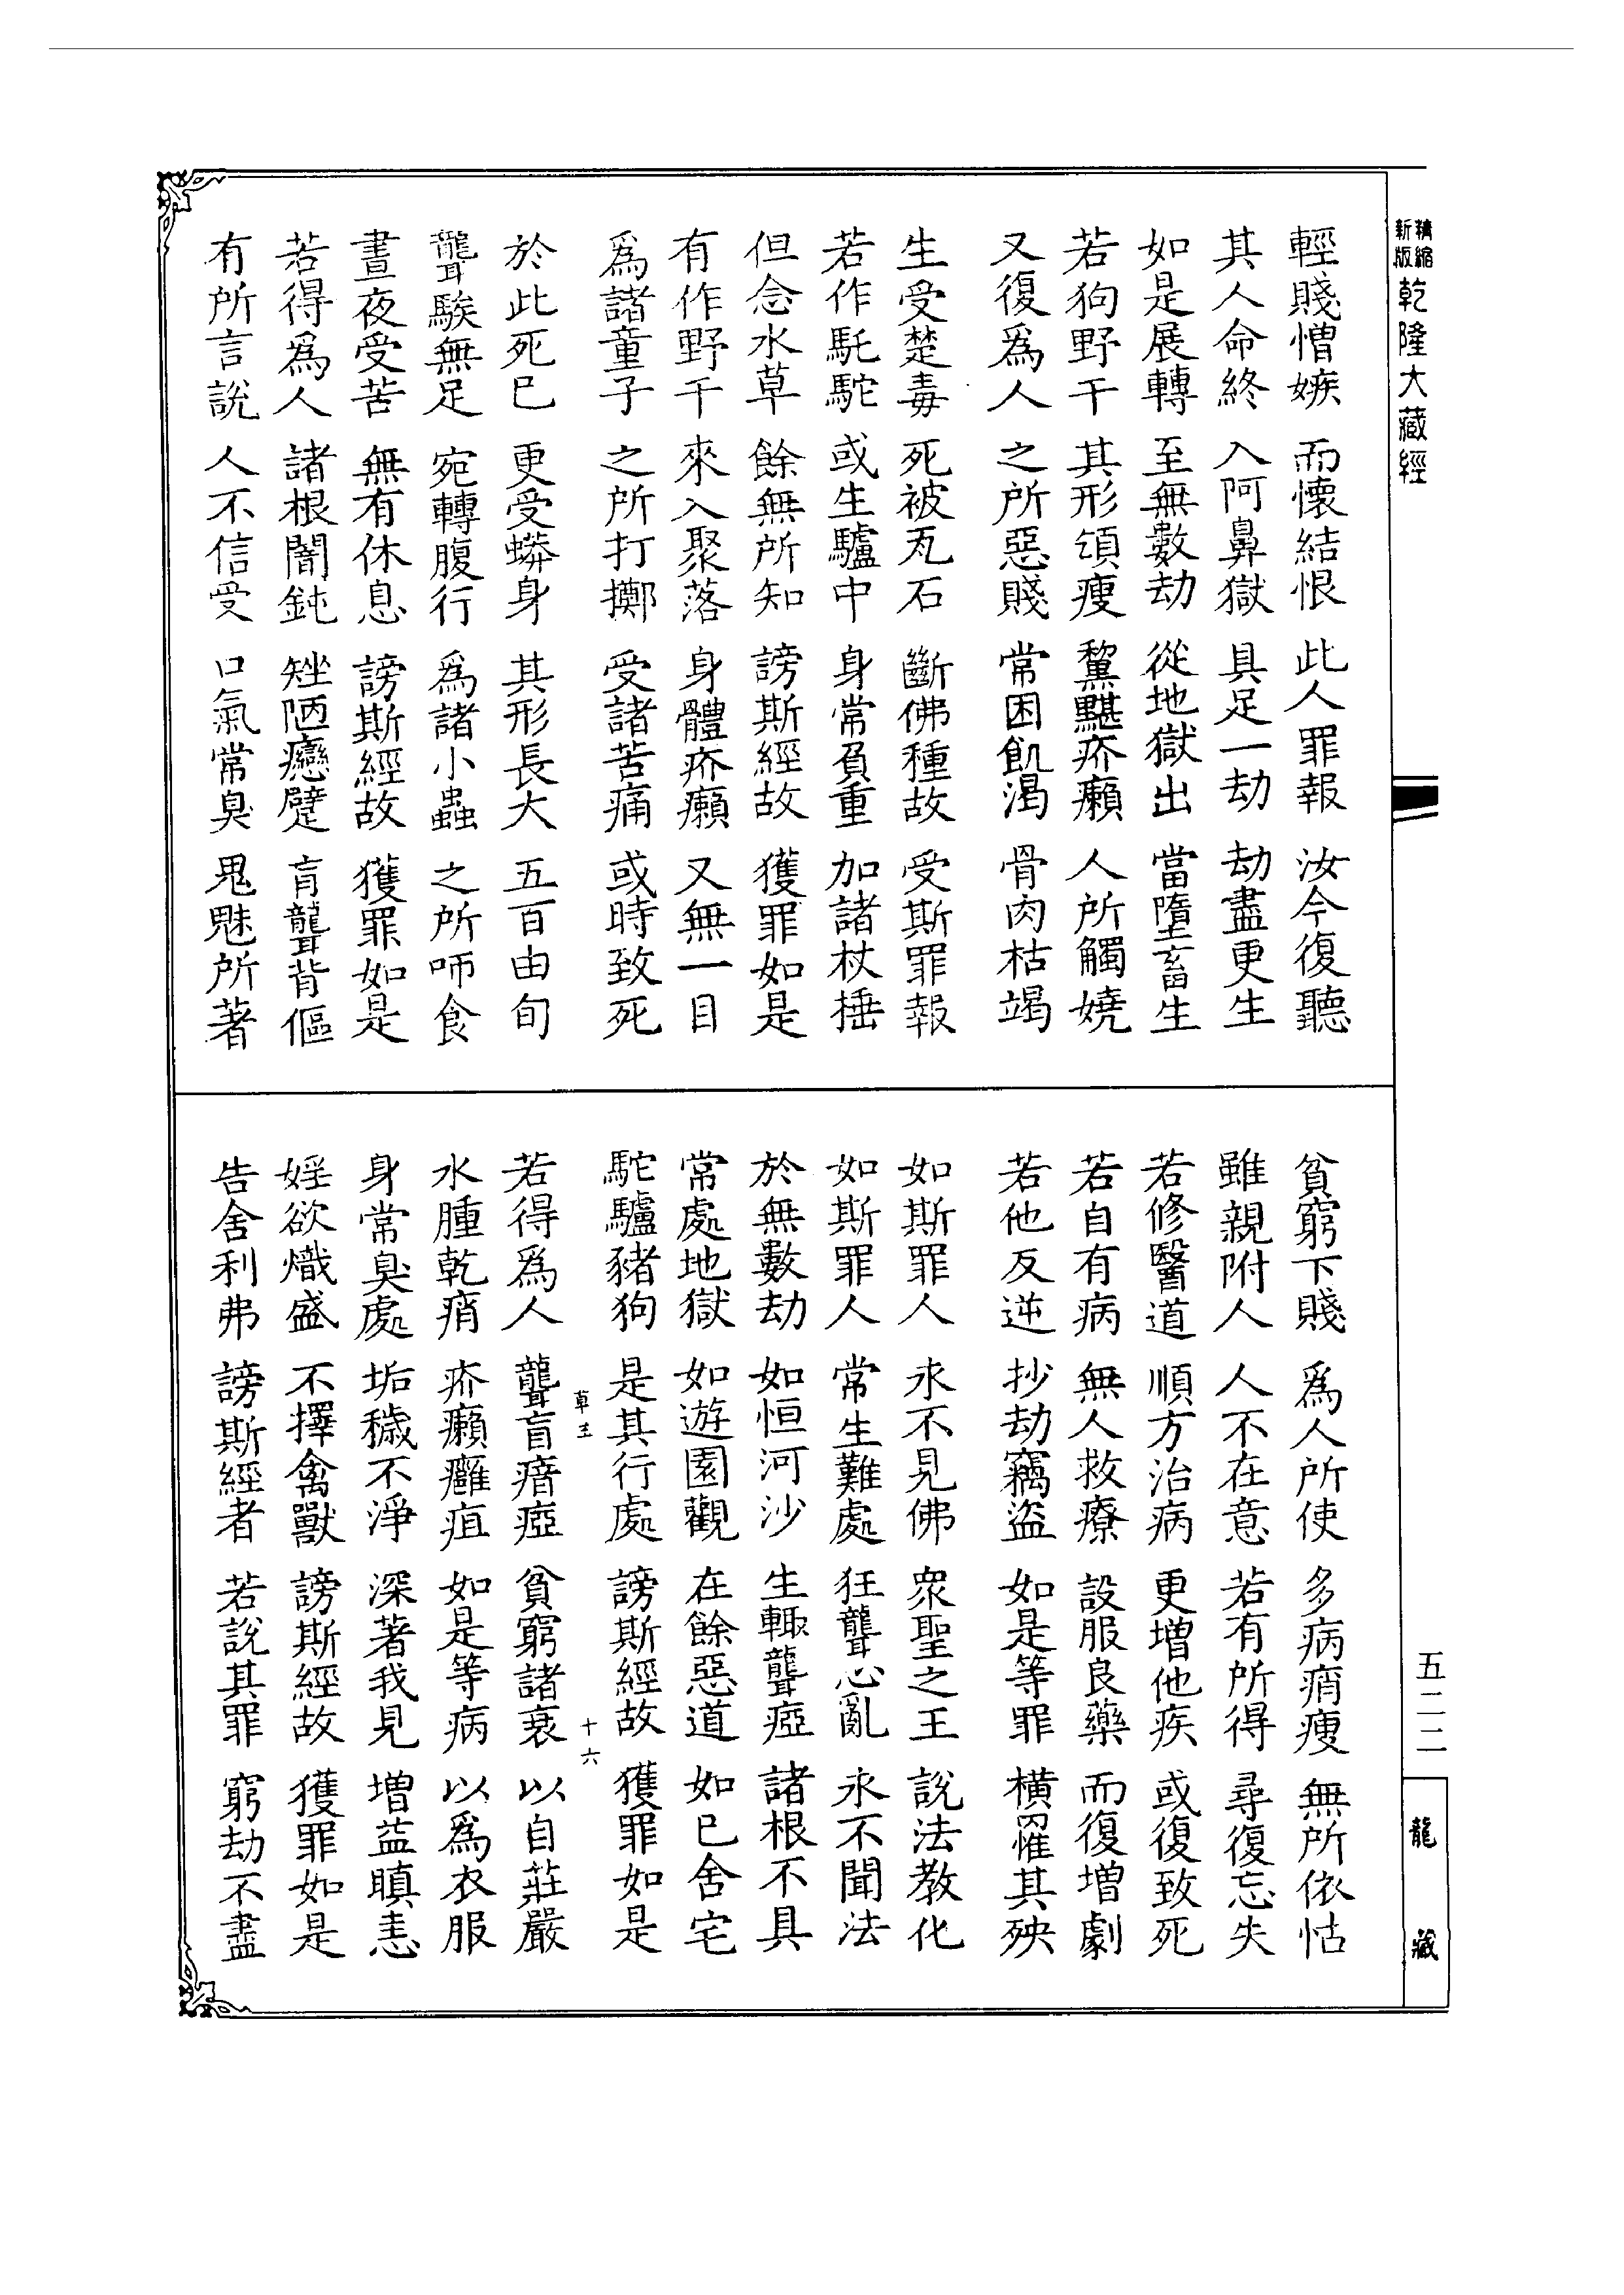 精縮新版乾隆大藏經
輕賤憎嫉 而懷結恨 此人罪報 汝今復聽
其人命終 入阿鼻獄 具足一劫 劫盡更生
如是展轉 至無數劫 從地獄出 當墮畜生
若狗野干 其形頜瘦 黧黮疥癩 人所觸嬈
又復爲人 之所惡賤 常困飢渴 骨肉枯竭
生受楚毒 死被瓦石 斷佛種故 受斯罪報
若作馲駝 或生驢中 身常負重 加諸杖捶
但念水草 餘無所知 謗斯經故 獲罪如是
有作野干 來入聚落 身體疥癩 又無一目
爲諸童子 之所打擲 受諸苦痛 或時致死
於此死已 更受蟒身 其形長大 五百由旬
聾騃無足 宛轉腹行 爲諸小蟲 之所咂食
晝夜受苦 無有休息 謗斯經故 獲罪如是
若得爲人 諸根闇鈍 矬陋癵躄 盲聾背傴
有所言說 人不信受 口氣常臭 鬼魅所著
貧窮下賤 爲人所使 多病痟瘦 無所依怙
雖親附人 人不在意 若有所得 尋復忘失
若修醫道 順方治病 更增他疾 或復致死
若自有病 無人救療 設服良藥 而復增劇
若他反逆 抄劫竊盜 如是等罪 橫罹其殃
如斯罪人 永不見佛 衆聖之王 說法教化
如斯罪人 常生難處 狂聾心亂 永不聞法
於無數劫 如恒河沙 生輒聾瘂 諸根不具
常處地獄 如遊園觀 在餘惡道 如已舍宅
駝驢豬狗 是其行處 謗斯經故 獲罪如是
草 十六
若得爲人 聾盲瘖瘂 貧窮諸衰 以自莊嚴
水腫乾痟 疥癩癰疽 如是等病 以爲衣服
身常臭處 垢穢不淨 深著我見 增益瞋恚
婬欲熾盛 不擇禽獸 謗斯經故 獲罪如是
告舍利弗 謗斯經者 若說其罪 窮劫不盡
五二二
龍藏